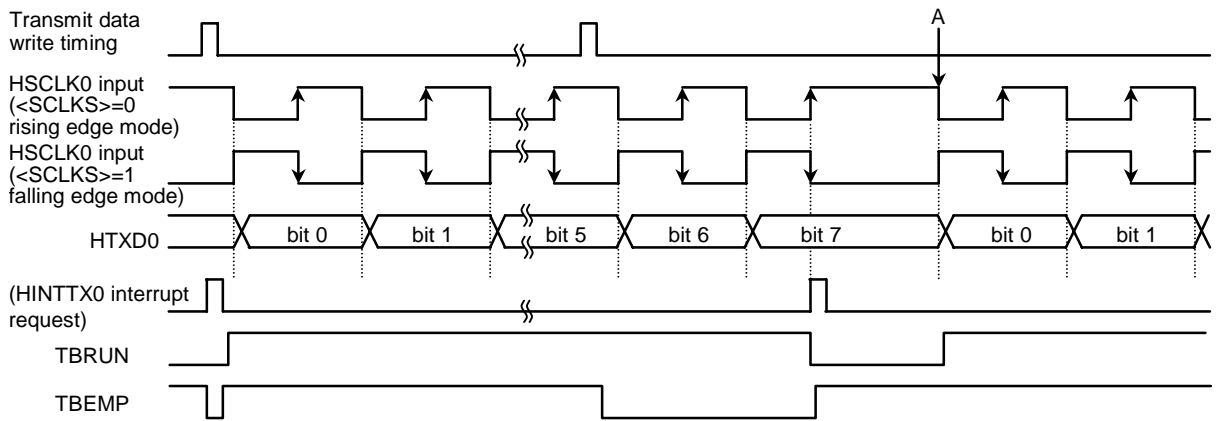 Transmit data
write timing
A
HSCLK0 input
(<SCLKS>=0
rising edge mode)
HSCLK0 input
(<SCLKS>=1
falling edge mode)
HTXD0
bit 0
bit 1
bit 5
bit 6
bit 7
bit 0
bit 1
(HINTTX0 interrupt
request)
TBRUN
TBEMP